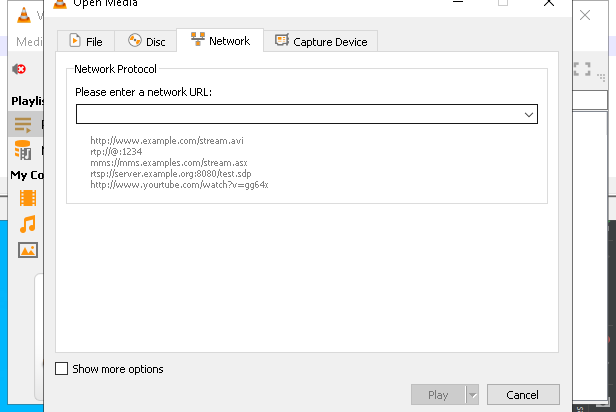 Open Media
V
Medi
File
Disc
Network
Capture Device
Network Protocol
Please enter a network URL:
Playlis
My Co
http://www.example.com/stream.avi
rtp://@:1234
mms://mms.examples.com/stream.asx
rtsp://server.example.org:8080/test.sdp
http://www.yourtube.com/watch?v=gg64x
Show more options
Play
Cancel